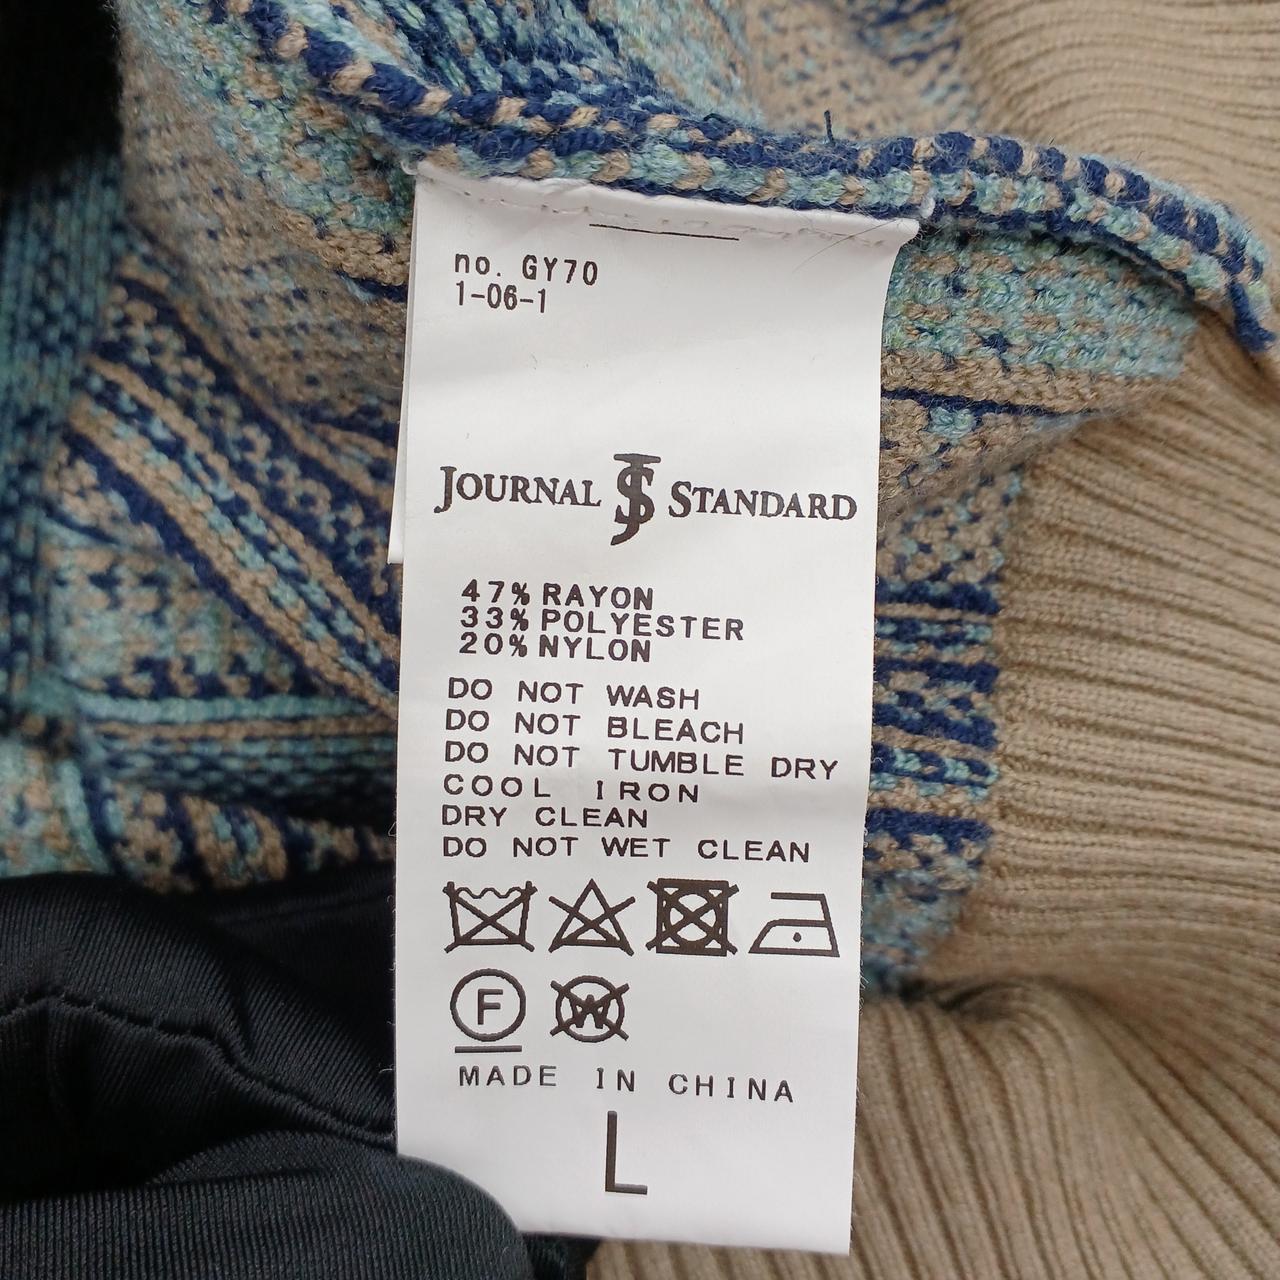 no. GY70
1-06-1
JOURNAL JS STANDARD
47% RAYON
33% POLYESTER
20% NYLON
DO NOT WASH
DO NOT BLEACH
DO NOT TUMBLE DRY
COOL IRON
DRY CLEAN
DO NOT WET CLEAN
F W
MADE IN CHINA
L